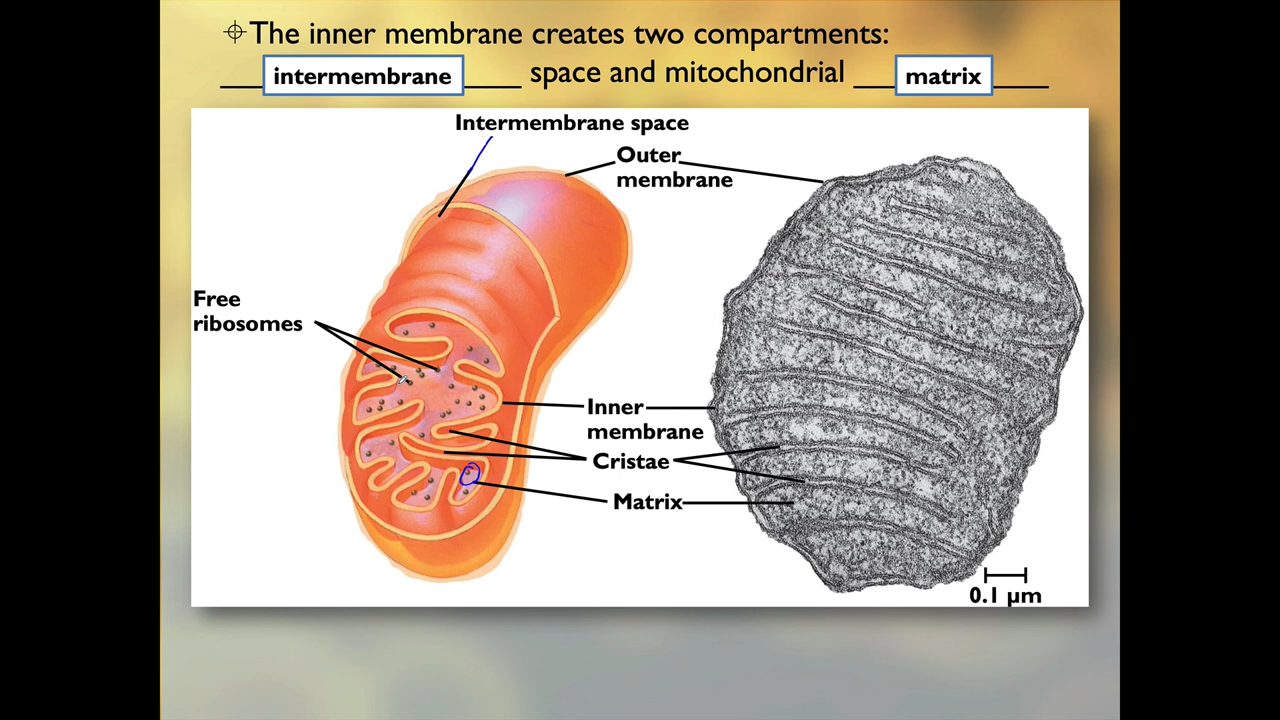 The inner membrane creates two compartments:
intermembrane space and mitochondrial matrix
Intermembrane space
Outer
membrane
Free
ribosomes
Inner
membrane
Cristae
Matrix
0.1 µm